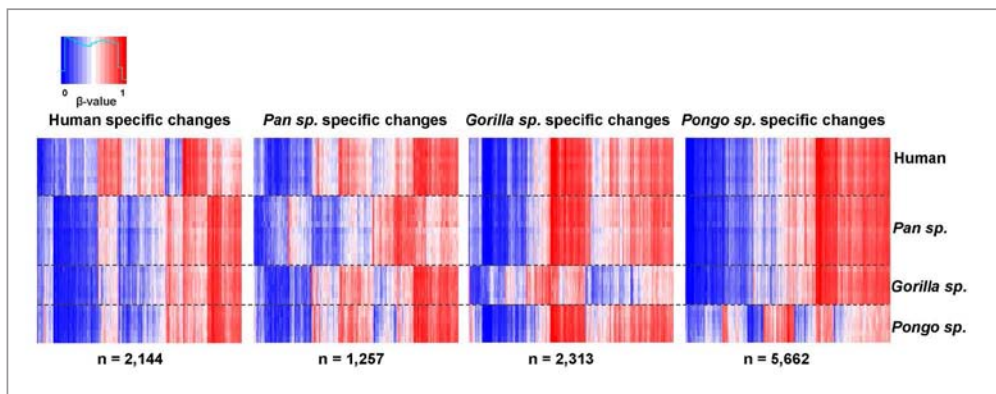 0 1
β-value
Human specific changes
Pan sp. specific changes
Gorilla sp. specific changes
Pongo sp. specific changes
Human
Pan sp.
Gorilla sp.
Pongo sp.
n = 2,144
n = 1,257
n = 2,313
n = 5,662